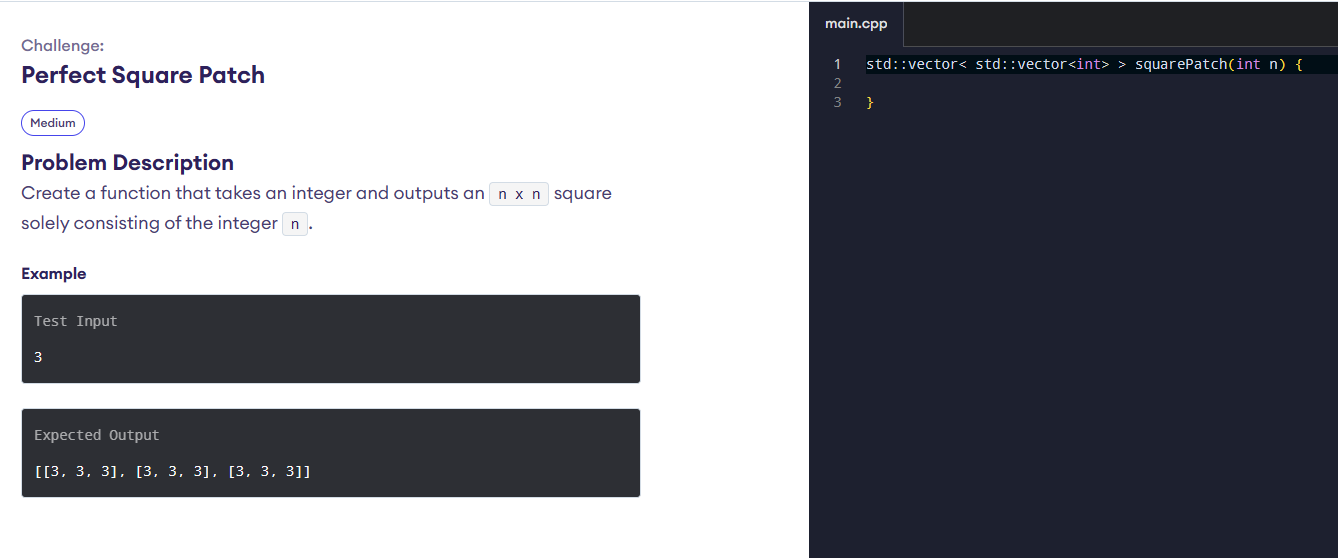 Challenge:
Perfect Square Patch
Medium
Problem Description
Create a function that takes an integer and outputs an n x n square
solely consisting of the integer n.
Example
Test Input
3
Expected Output
[[3, 3, 3], [3, 3, 3], [3, 3, 3]]
main.cpp
1 std::vector< std::vector<int> > squarePatch(int n) {
2
3 }